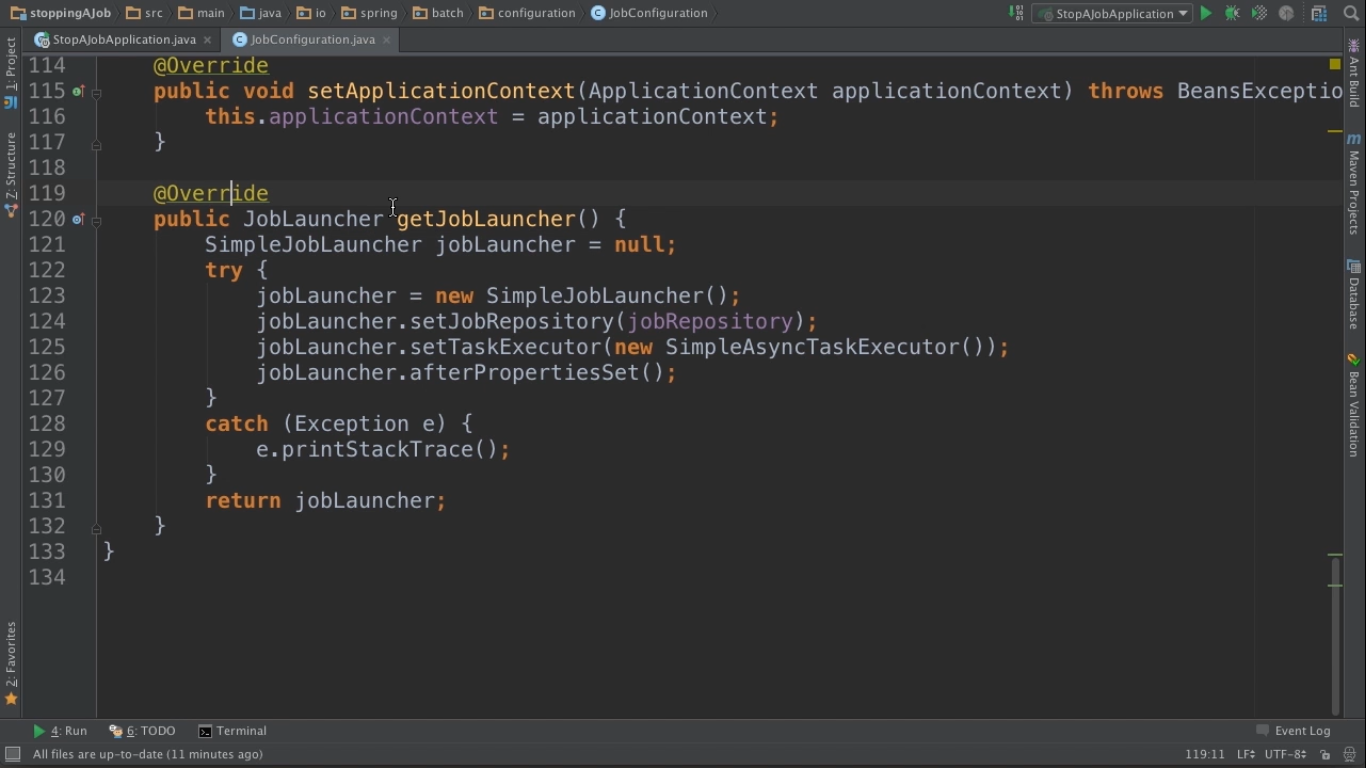 stoppingAJob src main java io spring batch configuration JobConfiguration StopAJobApplication
StopAJobApplication.java × JobConfiguration.java ×
1: Project
Z: Structure
2: Favorites
114 @Override
115 public void setApplicationContext(ApplicationContext applicationContext) throws BeansExceptio
116 this.applicationContext = applicationContext;
117 }
118
119 @Override
120 public JobLauncher getJobLauncher() {
121 SimpleJobLauncher jobLauncher = null;
122 try {
123 jobLauncher = new SimpleJobLauncher();
124 jobLauncher.setJobRepository(jobRepository);
125 jobLauncher.setTaskExecutor(new SimpleAsyncTaskExecutor());
126 jobLauncher.afterPropertiesSet();
127 }
128 catch (Exception e) {
129 e.printStackTrace();
130 }
131 return jobLauncher;
132 }
133 }
134
Ant Build
Maven Projects
Database
Bean Validation
4: Run 6: TODO Terminal Event Log
All files are up-to-date (11 minutes ago) 119:11 LF UTF-8